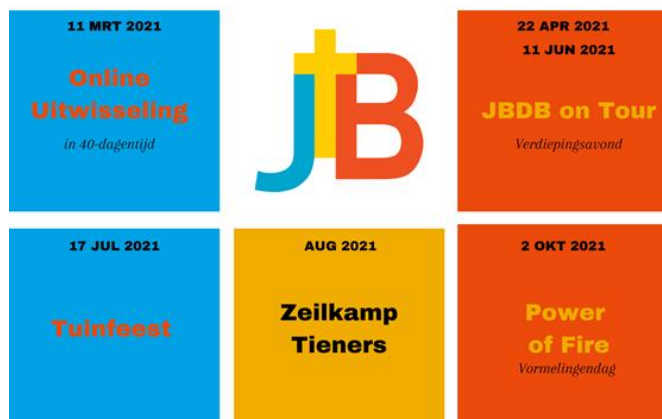 11 MRT 2021
Online
Uitwisseling
in 40-dagentijd
JtB
22 APR 2021
11 JUN 2021
JBDB on Tour
Verdiepingsavond
17 JUL 2021
Tuinfeest
AUG 2021
Zeilkamp
Tieners
2 OKT 2021
Power
of Fire
Vormelingendag